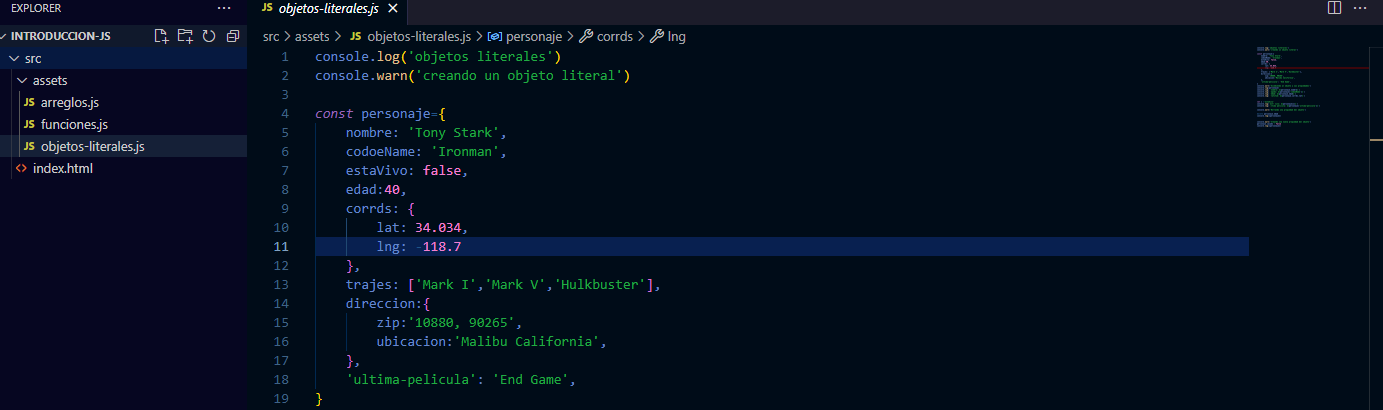 EXPLORER ...
JS objetos-literales.js ×
INTRODUCCION-JS
src > assets > JS objetos-literales.js > personaje > corrds > lng
src
assets
JS arreglos.js
JS funciones.js
JS objetos-literales.js
<> index.html
1 console.log('objetos literales')
2 console.warn('creando un objeto literal')
3
4 const personaje={
5 nombre: 'Tony Stark',
6 codoeName: 'Ironman',
7 estaVivo: false,
8 edad:40,
9 corrds: {
10 lat: 34.034,
11 lng: -118.7
12 },
13 trajes: ['Mark I','Mark V','Hulkbuster'],
14 direccion:{
15 zip:'10880, 90265',
16 ubicacion:'Malibu California',
17 },
18 'ultima-pelicula': 'End Game',
19 }